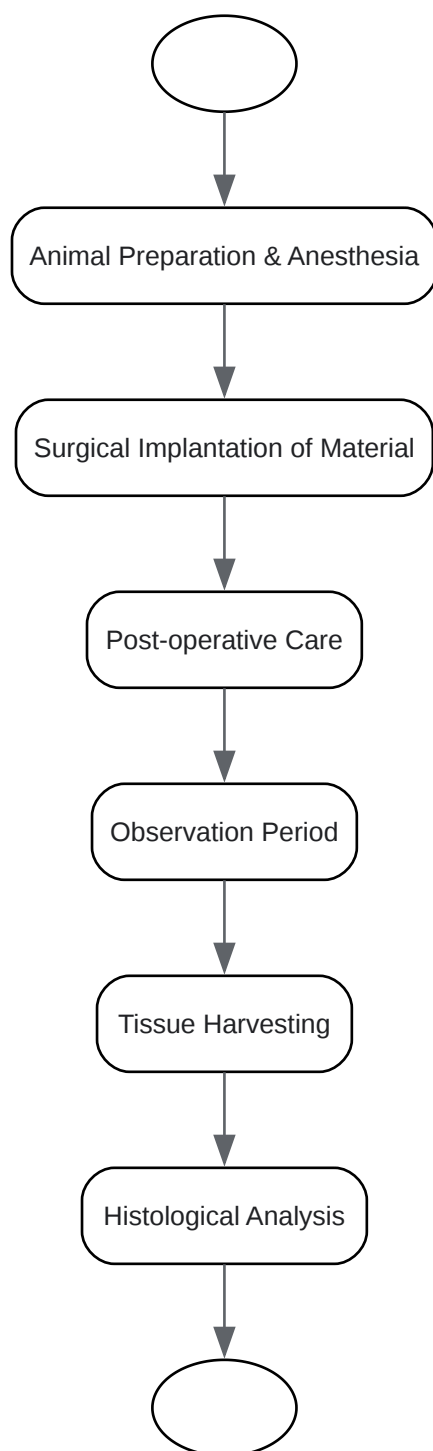 Animal Preparation & Anesthesia
Surgical Implantation of Material
Post-operative Care
Observation Period
Tissue Harvesting
Histological Analysis